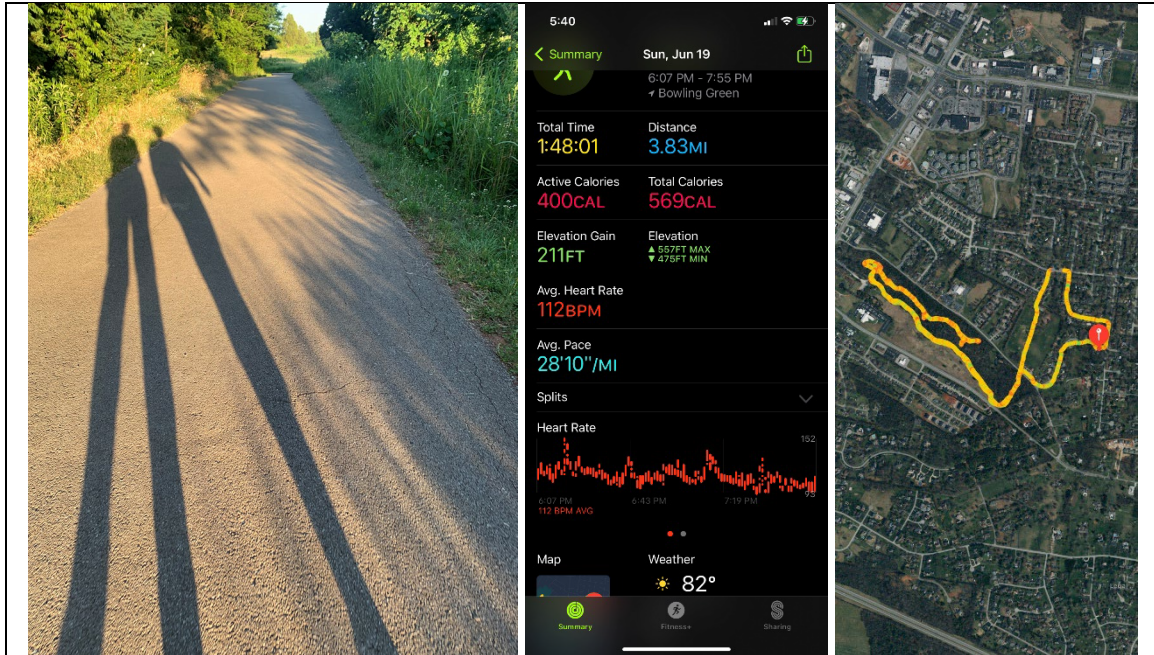 5:40
Summary
Sun, Jun 19
6:07 PM - 7:55 PM
Bowling Green
Total Time
Distance
1:48:01
3.83MI
Active Calories
Total Calories
400CAL
569CAL
Elevation Gain
Elevation
211FT
▲ 557FT MAX
▼ 475FT MIN
Avg. Heart Rate
112BPM
Avg. Pace
28'10"/MI
Splits
Heart Rate
152
93
6:07 PM
6:43 PM
7:19 PM
112 BPM AVG
Map
Weather
82°
Summary
Fitness+
Sharing